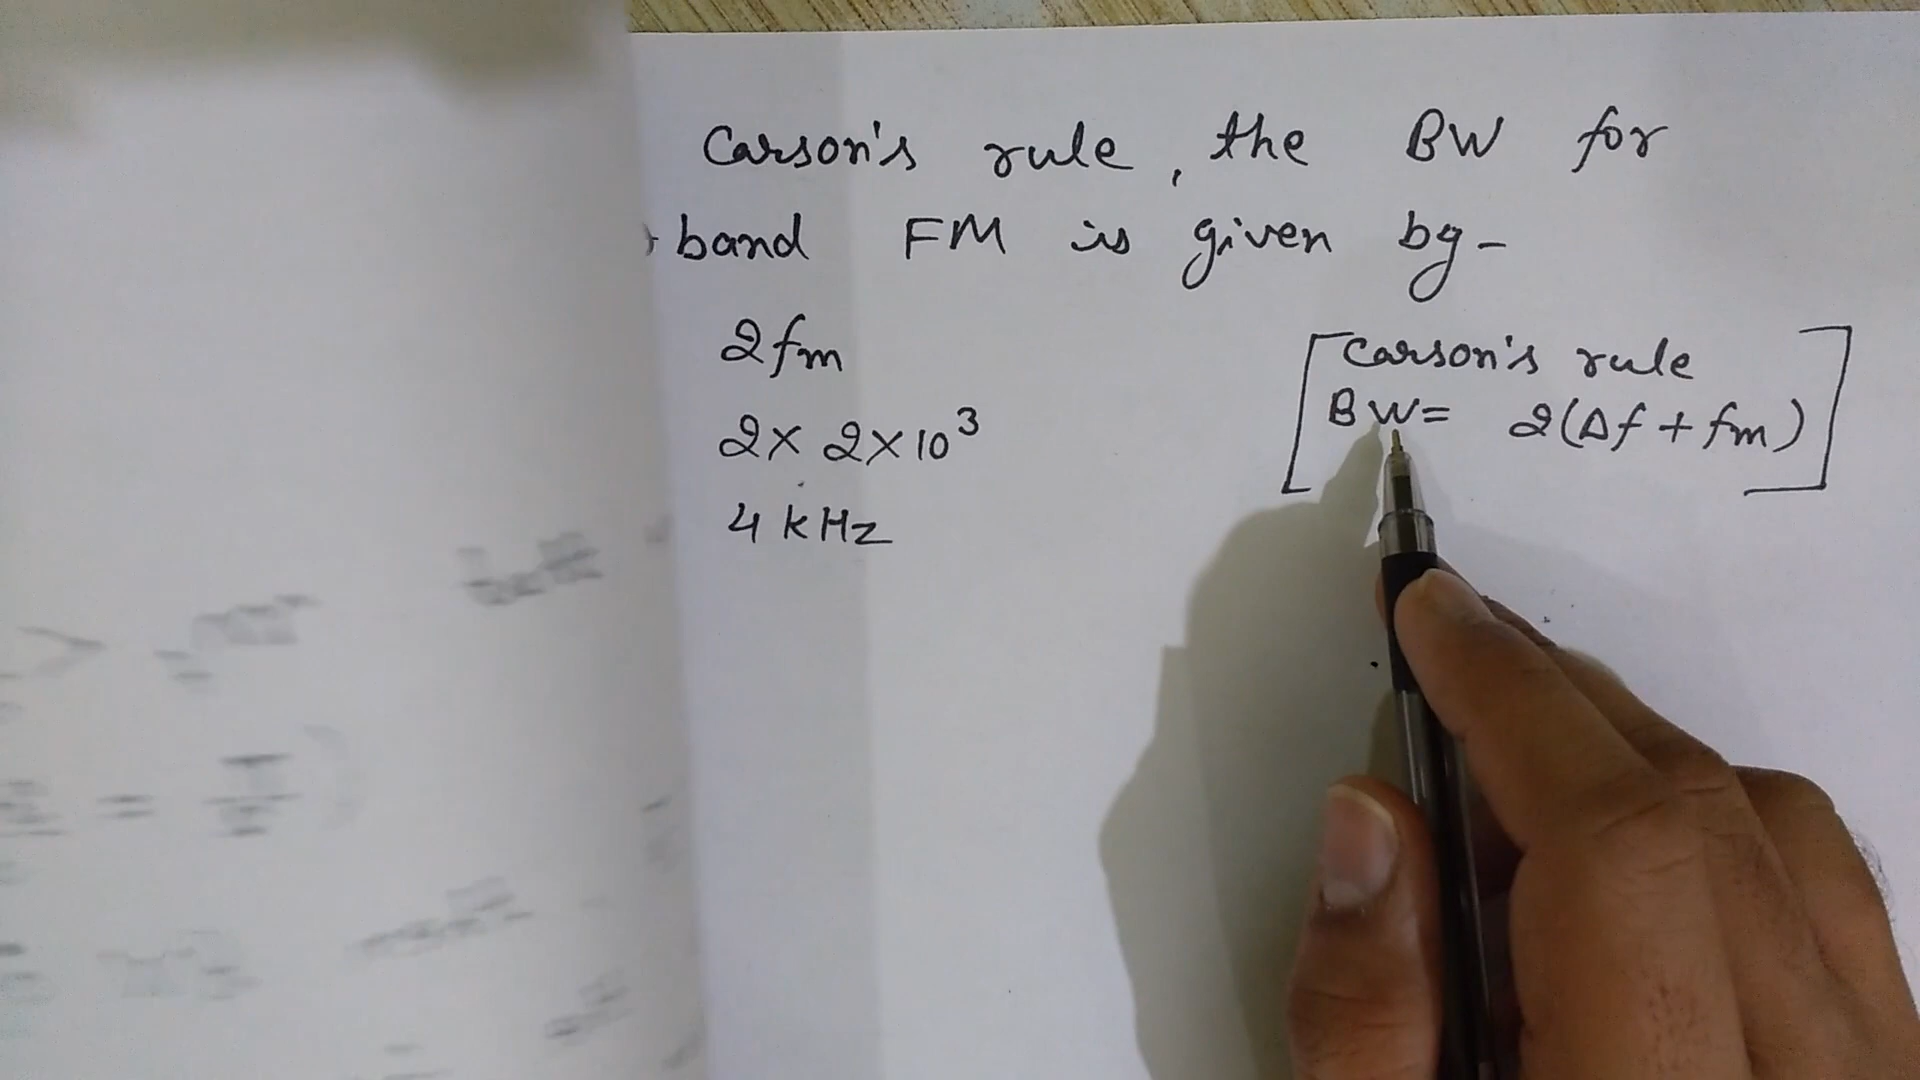 Carson's rule, the BW for
band FM is given by-
2fm
2 × 2 × 10³
4 kHz
[Carson's rule
BW= 2(Δf + fm)]